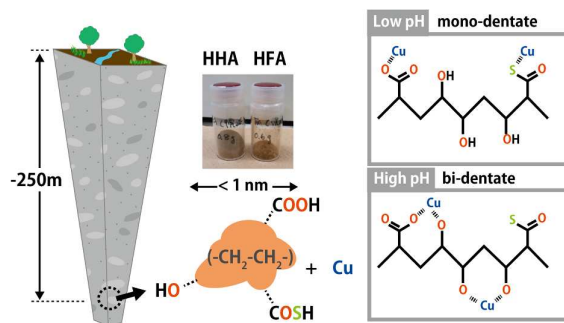 -250m
HHA HFA
< 1 nm
COOH
(-CH2-CH2-)
HO
COSH
+ Cu
Low pH mono-dentate
Cu Cu
O O S O
OH
OH OH
High pH bi-dentate
Cu
O O O S O
O O
Cu